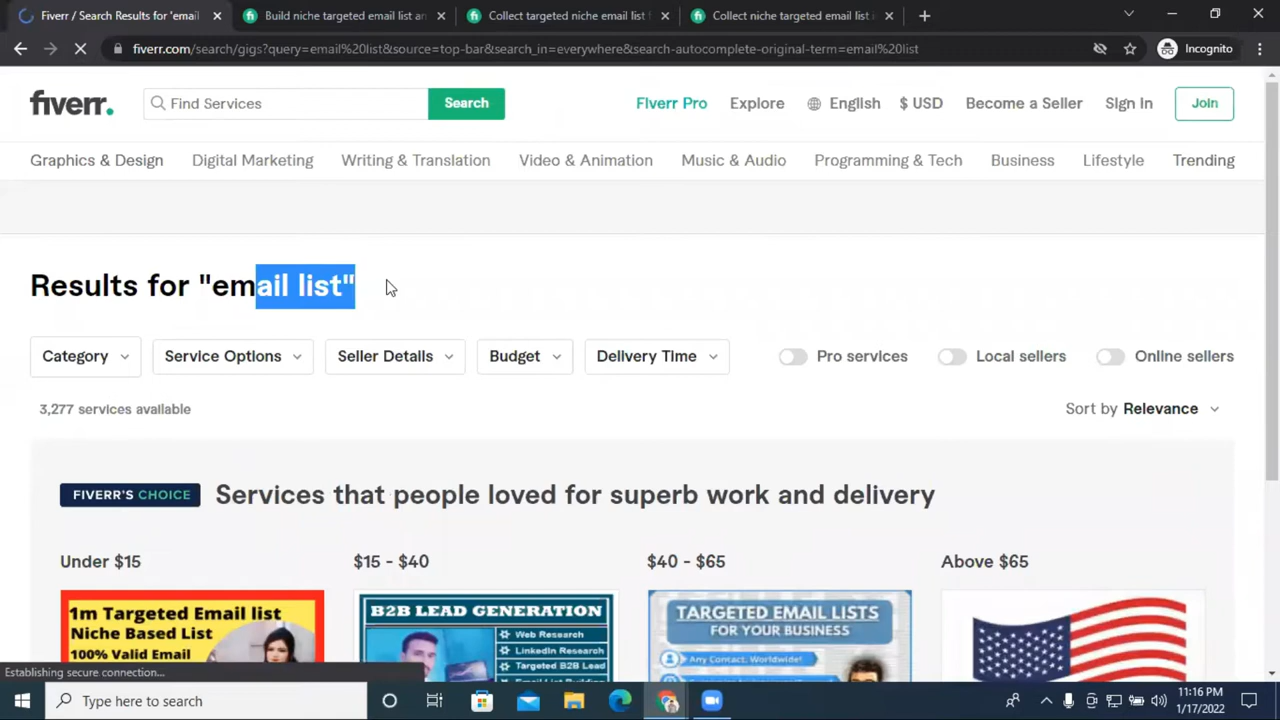 Fiverr / Search Results for 'email
Build niche targeted email list ar
Collect targeted niche email list f
Collect niche targeted email list i
fiverr.com/search/gigs?query=email%20list&source=top-bar&search_in=everywhere&search-autocomplete-original-term=email%20list
Incognito
fiverr.
Find Services
Search
Fiverr Pro
Explore
English
$ USD
Become a Seller
Sign In
Join
Graphics & Design
Digital Marketing
Writing & Translation
Video & Animation
Music & Audio
Programming & Tech
Business
Lifestyle
Trending
Results for "email list"
Category
Service Options
Seller Details
Budget
Delivery Time
Pro services
Local sellers
Online sellers
3,277 services available
Sort by Relevance
FIVERR'S CHOICE
Services that people loved for superb work and delivery
Under $15
$15 - $40
$40 - $65
Above $65
1m Targeted Email list
Niche Based List
100% Valid Email
B2B LEAD GENERATION
Web Research
LinkedIn Research
Targeted B2B Lead
Email List Building
TARGETED EMAIL LISTS
FOR YOUR BUSINESS
Any Contact, Worldwide!
Establishing secure connection...
Type here to search
11:16 PM
1/17/2022